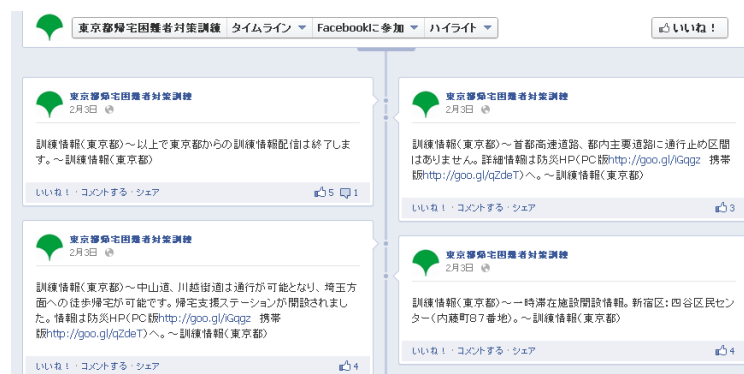 東京都帰宅困難者対策訓練 タイムライン Facebookに参加 ハイライト いいね！
東京都帰宅困難者対策訓練
2月3日
訓練情報（東京都）～以上で東京都からの訓練情報配信は終了しま
す。～訓練情報（東京都）
いいね！・コメントする・シェア 5 1
東京都帰宅困難者対策訓練
2月3日
訓練情報（東京都）～首都高速道路、都内主要道路に通行止め区間
はありません。詳細情報は防災HP（PC版http://goo.gl/iGqgz 携帯
版http://goo.gl/qZdeT）へ。～訓練情報（東京都）
いいね！・コメントする・シェア 3
東京都帰宅困難者対策訓練
2月3日
訓練情報（東京都）～中山道、川越街道は通行が可能となり、埼玉方
面への徒歩帰宅が可能です。帰宅支援ステーションが開設されまし
た。情報は防災HP（PC版http://goo.gl/iGqgz 携帯
版http://goo.gl/qZdeT）へ。～訓練情報（東京都）
いいね！・コメントする・シェア 4
東京都帰宅困難者対策訓練
2月3日
訓練情報（東京都）～一時滞在施設開設情報。新宿区：四谷区民セン
ター（内藤町87番地）。～訓練情報（東京都）
いいね！・コメントする・シェア 4